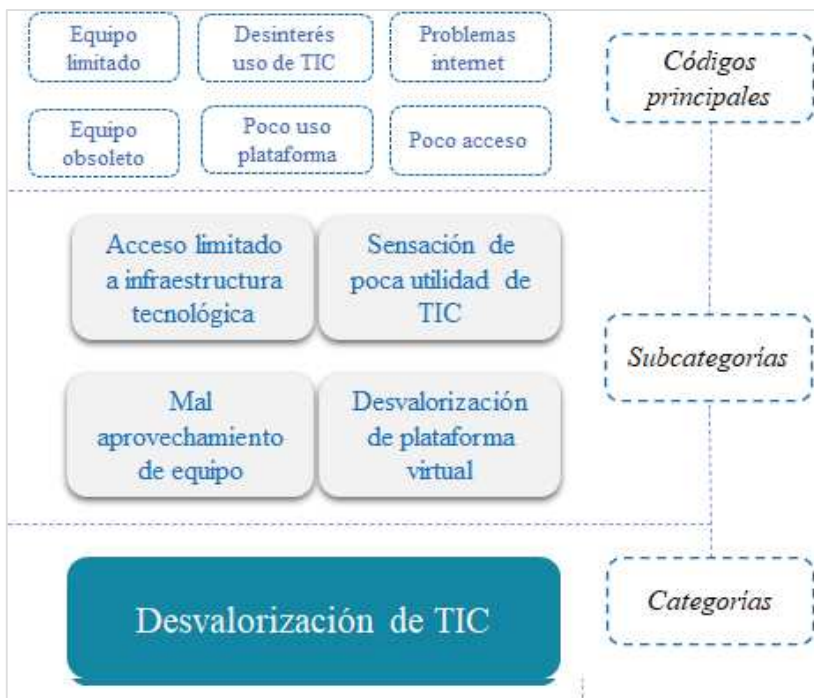 Equipo
limitado
Desinterés
uso de TIC
Problemas
internet
Códigos
principales
Equipo
obsoleto
Poco uso
plataforma
Poco acceso
Acceso limitado
a infraestructura
tecnológica
Sensación de
poca utilidad de
TIC
Subcategorías
Mal
aprovechamiento
de equipo
Desvalorización
de plataforma
virtual
Desvalorización de TIC
Categorías